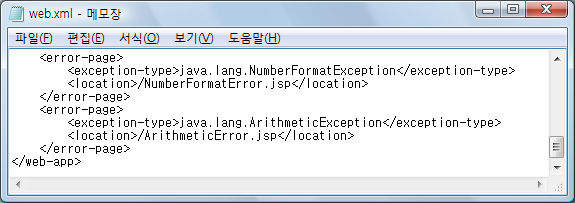 web.xml - 메모장
파일(F) 편집(E) 서식(O) 보기(V) 도움말(H)
<error-page>
<exception-type>java.lang.NumberFormatException</exception-type>
<location>/NumberFormatError.jsp</location>
</error-page>
<error-page>
<exception-type>java.lang.ArithmeticException</exception-type>
<location>/ArithmeticError.jsp</location>
</error-page>
</web-app>